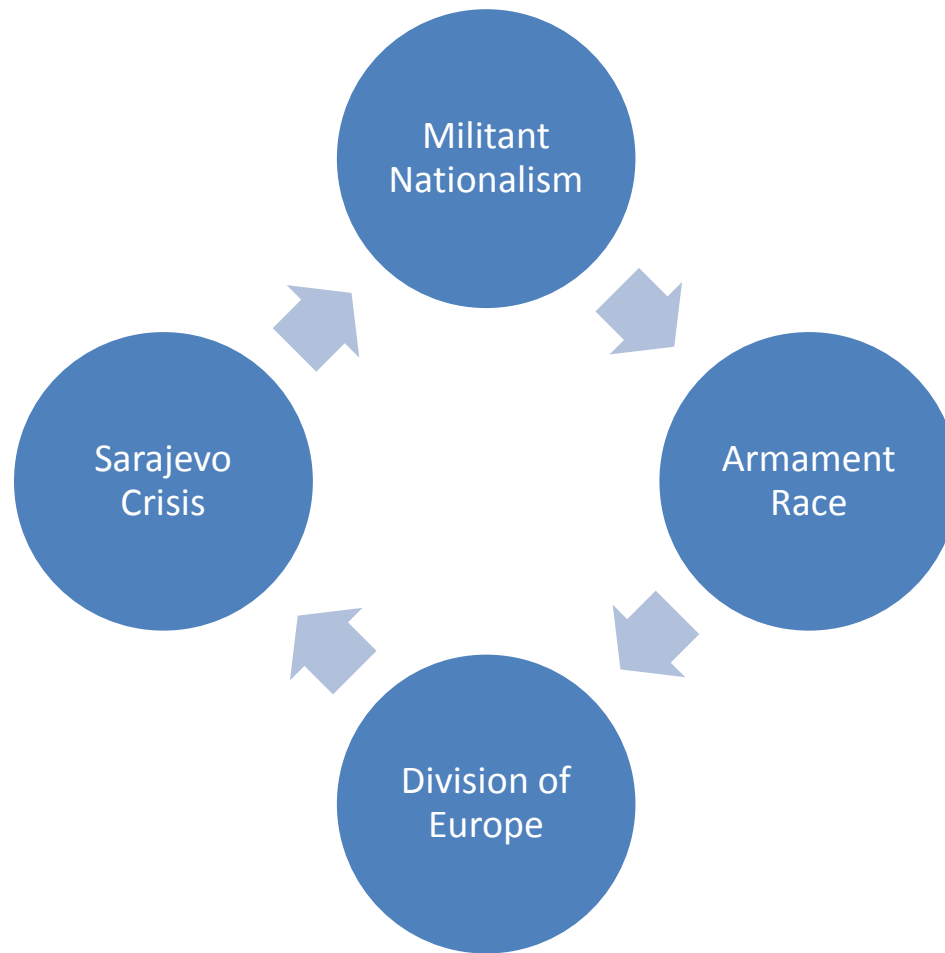 Militant
Nationalism
Armament
Race
Division of
Europe
Sarajevo
Crisis